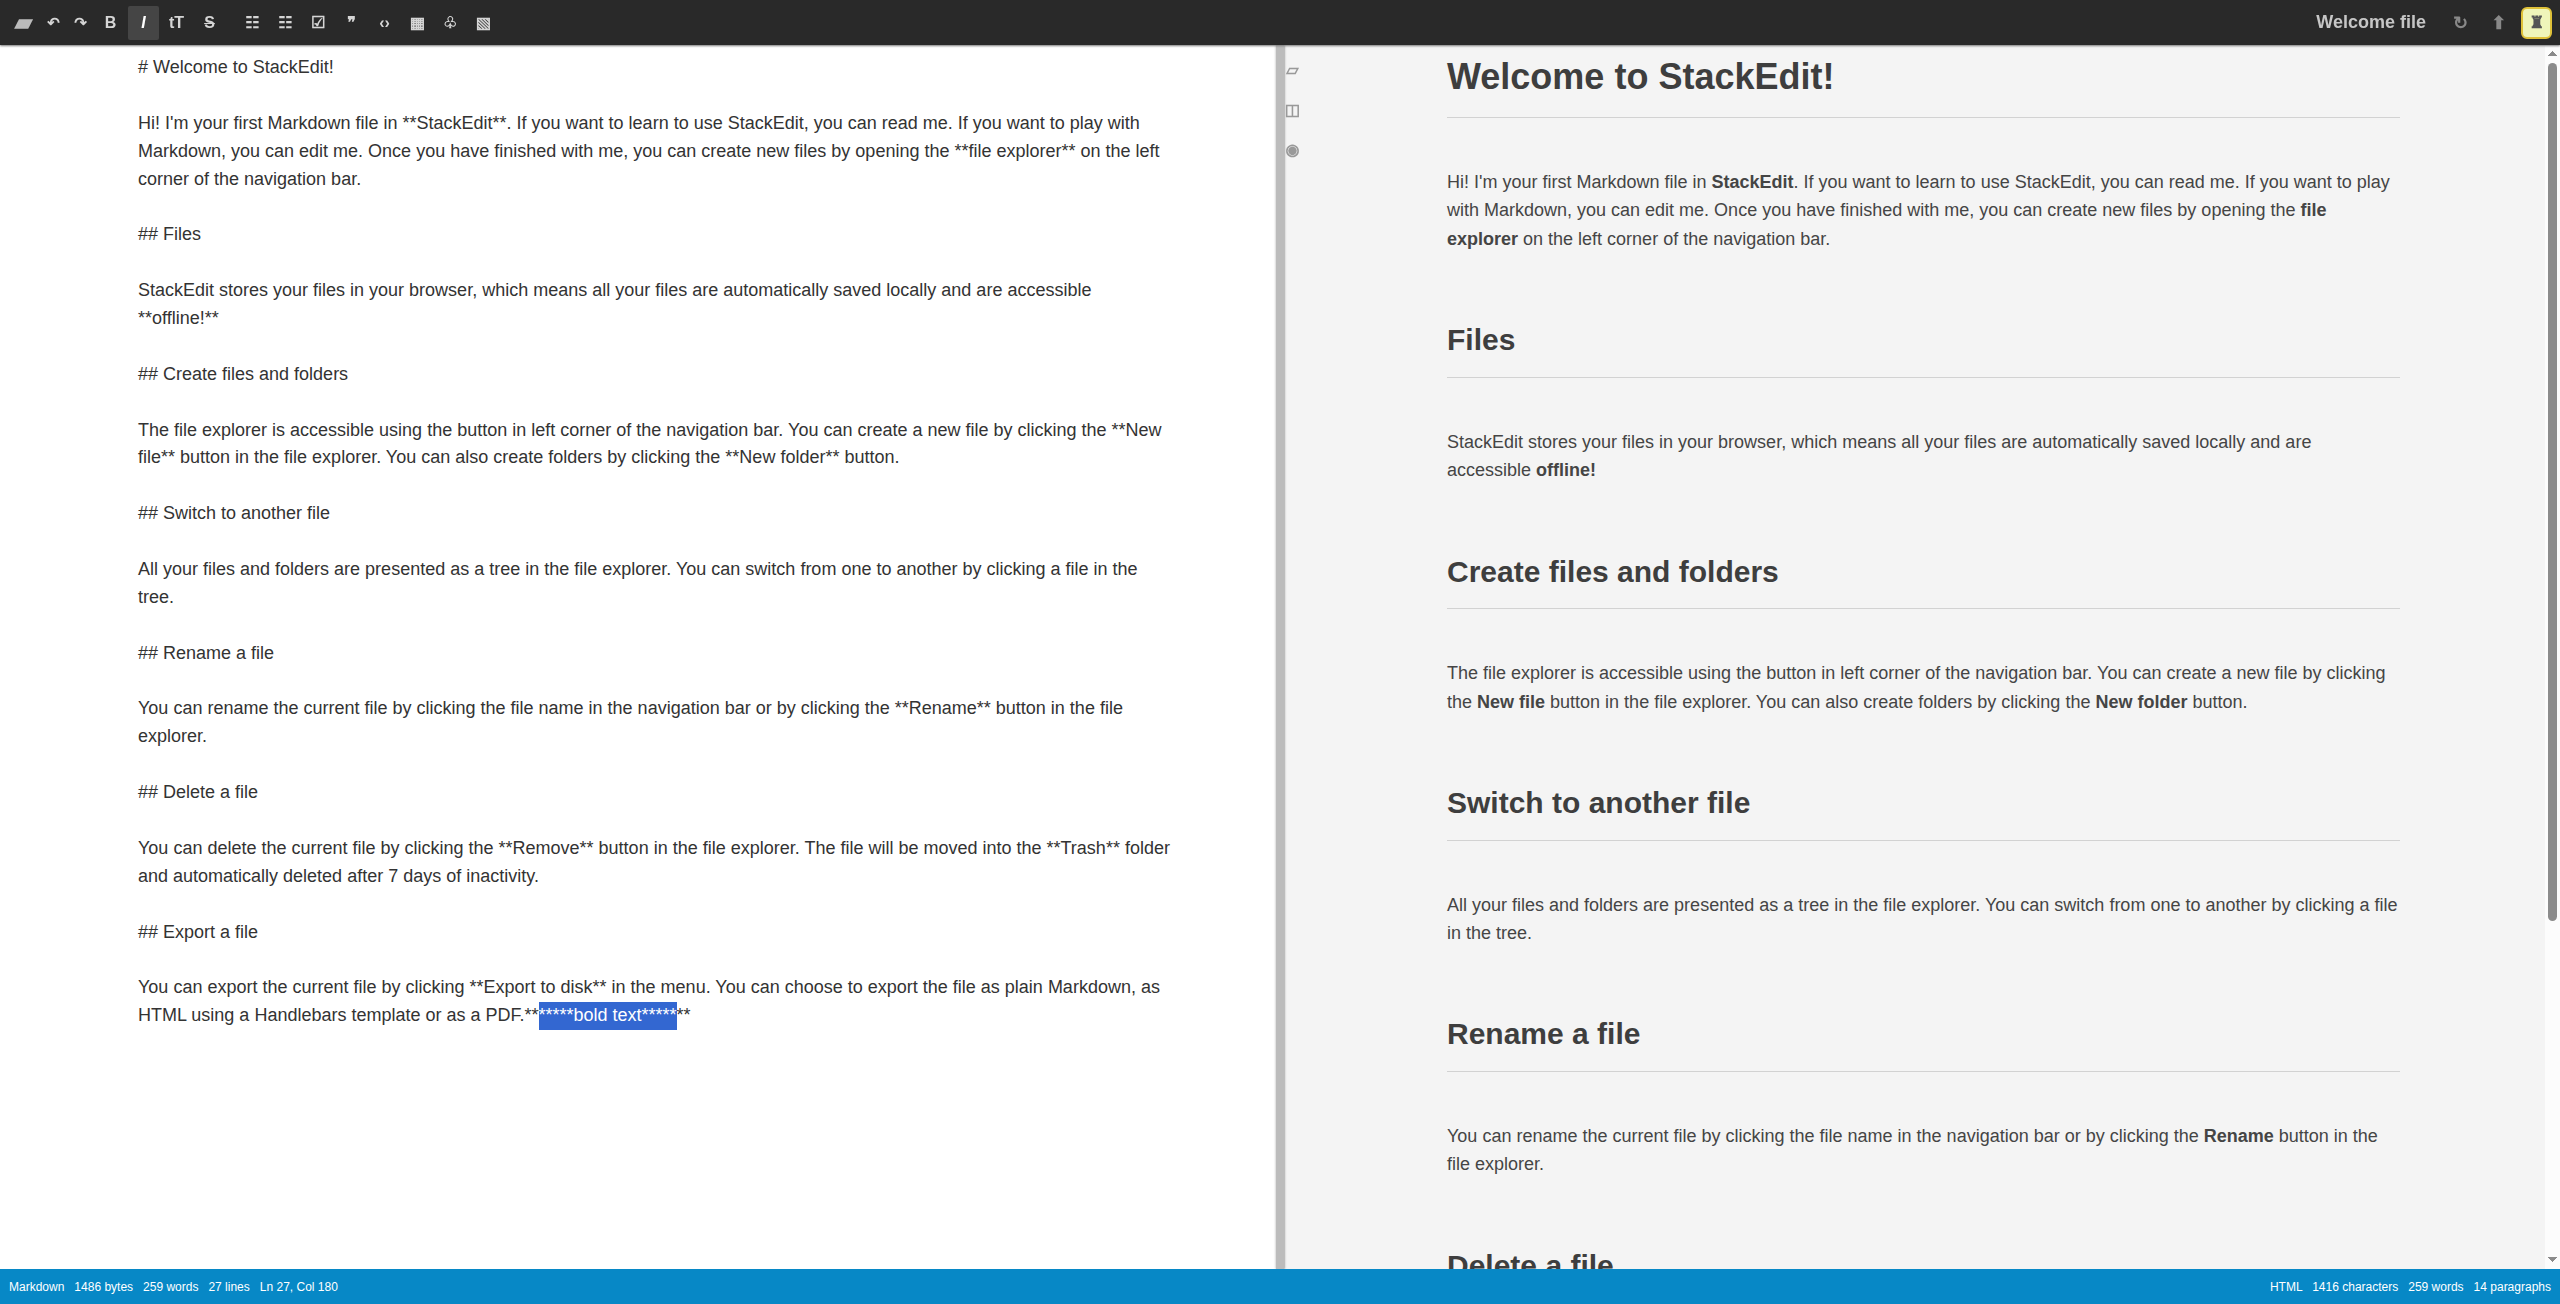 B I tT S
Welcome file
# Welcome to StackEdit!
Hi! I'm your first Markdown file in **StackEdit**. If you want to learn to use StackEdit, you can read me. If you want to play with
Markdown, you can edit me. Once you have finished with me, you can create new files by opening the **file explorer** on the left
corner of the navigation bar.
## Files
StackEdit stores your files in your browser, which means all your files are automatically saved locally and are accessible
**offline!**
## Create files and folders
The file explorer is accessible using the button in left corner of the navigation bar. You can create a new file by clicking the **New
file** button in the file explorer. You can also create folders by clicking the **New folder** button.
## Switch to another file
All your files and folders are presented as a tree in the file explorer. You can switch from one to another by clicking a file in the
tree.
## Rename a file
You can rename the current file by clicking the file name in the navigation bar or by clicking the **Rename** button in the file
explorer.
## Delete a file
You can delete the current file by clicking the **Remove** button in the file explorer. The file will be moved into the **Trash** folder
and automatically deleted after 7 days of inactivity.
## Export a file
You can export the current file by clicking **Export to disk** in the menu. You can choose to export the file as plain Markdown, as
HTML using a Handlebars template or as a PDF.*******bold text*******
Welcome to StackEdit!
Hi! I'm your first Markdown file in StackEdit. If you want to learn to use StackEdit, you can read me. If you want to play
with Markdown, you can edit me. Once you have finished with me, you can create new files by opening the file
explorer on the left corner of the navigation bar.
Files
StackEdit stores your files in your browser, which means all your files are automatically saved locally and are
accessible offline!
Create files and folders
The file explorer is accessible using the button in left corner of the navigation bar. You can create a new file by clicking
the New file button in the file explorer. You can also create folders by clicking the New folder button.
Switch to another file
All your files and folders are presented as a tree in the file explorer. You can switch from one to another by clicking a file
in the tree.
Rename a file
You can rename the current file by clicking the file name in the navigation bar or by clicking the Rename button in the
file explorer.
Delete a file
Markdown 1486 bytes 259 words 27 lines Ln 27, Col 180
HTML 1416 characters 259 words 14 paragraphs